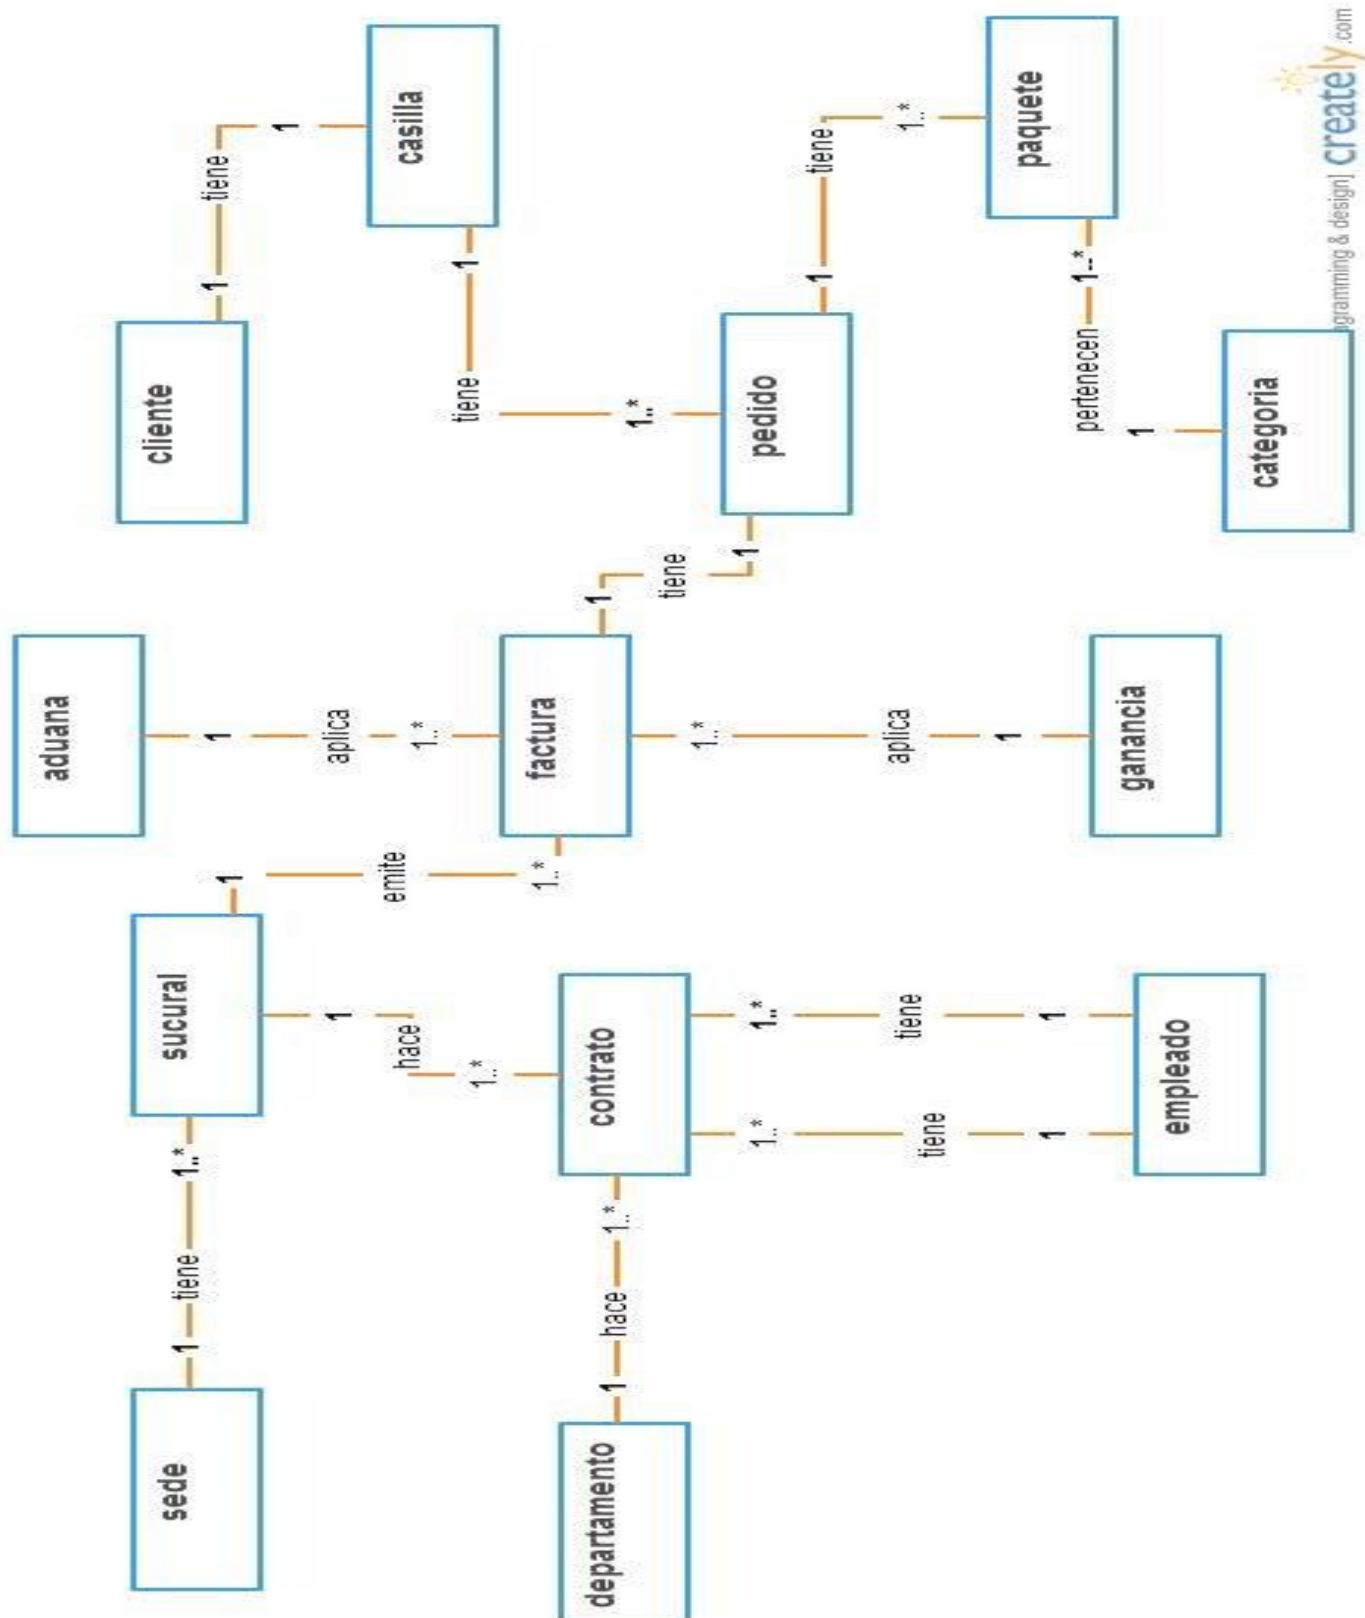 sede
1
tiene
1..*
sucural
1
emite
1..*
aduana
1
aplica
1..*
factura
1
tiene
1
cliente
1
tiene
1
casilla
1
tiene
1..*
pedido
1
tiene
1..*
paquete
1--*
pertenecen
1
categoria
1..*
aplica
1
ganancia
1
hace
1..*
contrato
departamento
1
hace
1..*
1..*
tiene
1
1..*
tiene
1
empleado
agramming & design] creately.com